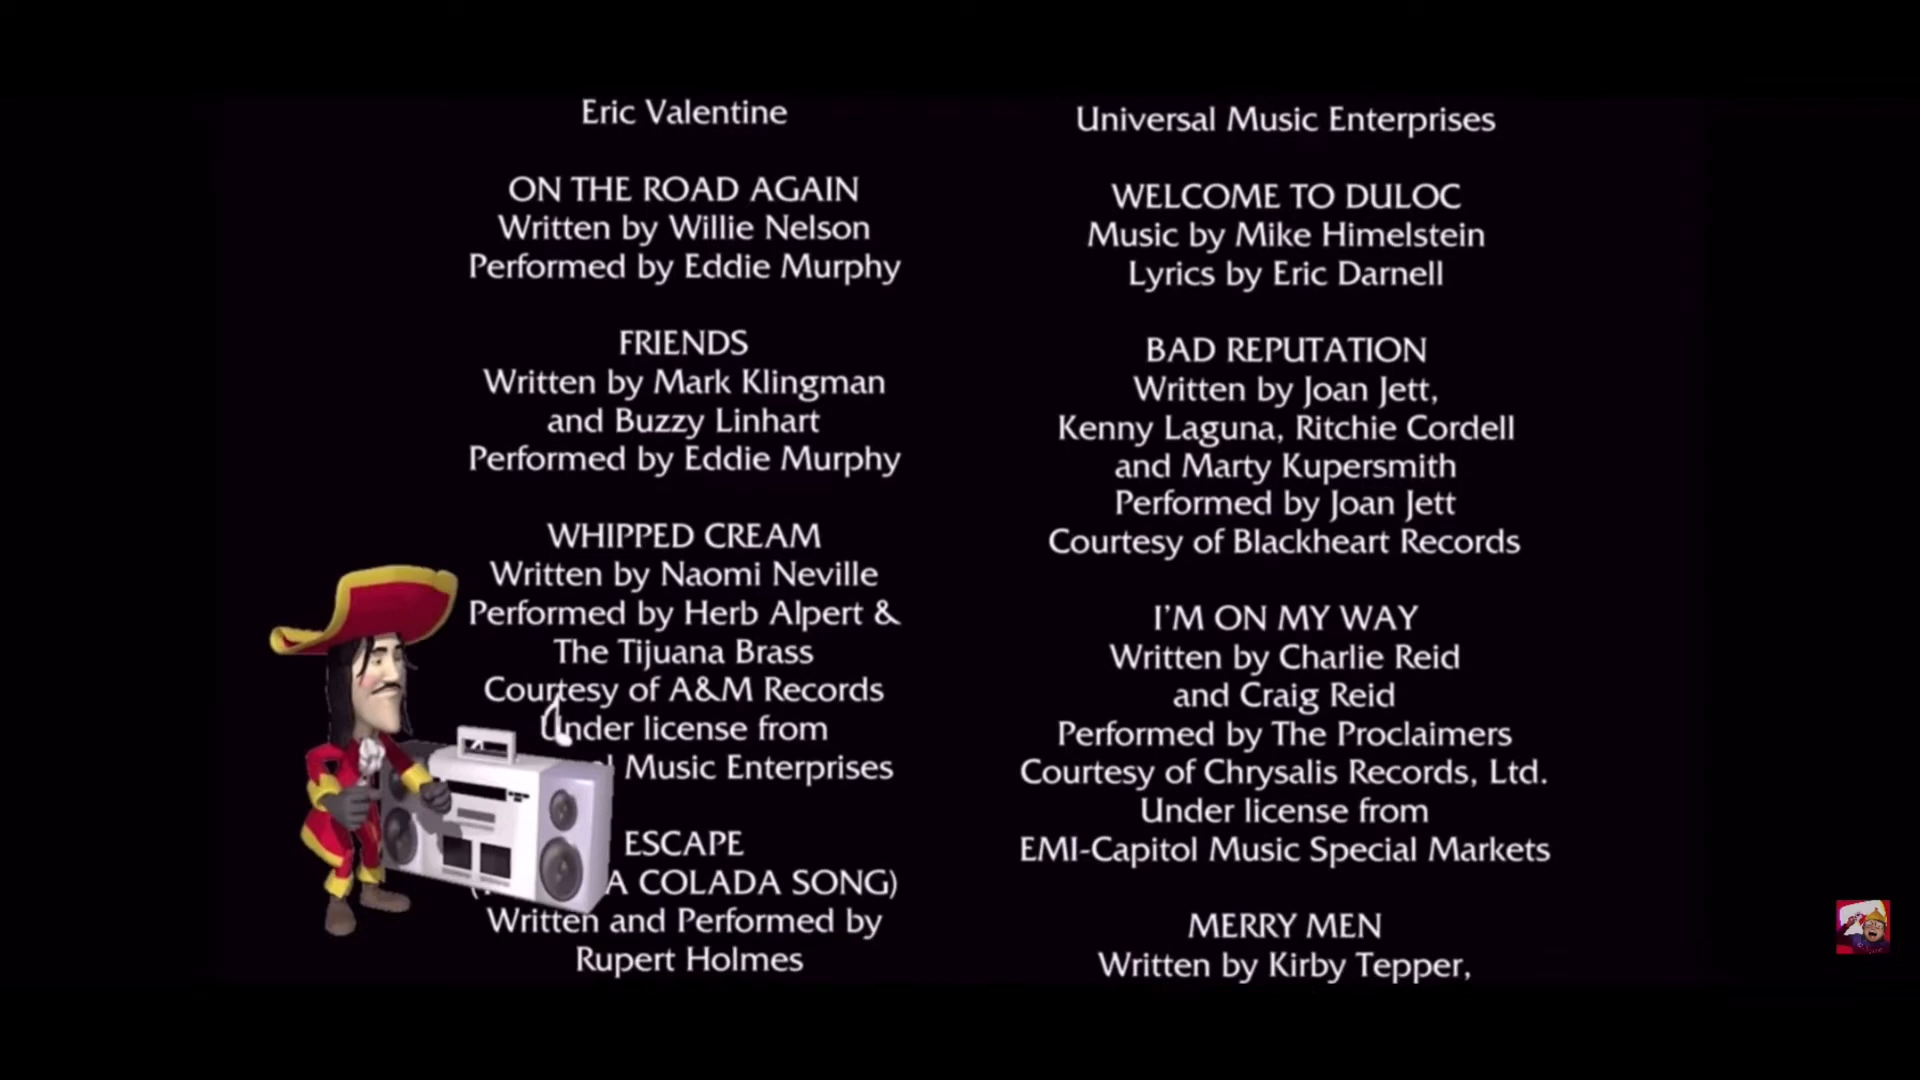 Eric Valentine
ON THE ROAD AGAIN
Written by Willie Nelson
Performed by Eddie Murphy
FRIENDS
Written by Mark Klingman
and Buzzy Linhart
Performed by Eddie Murphy
WHIPPED CREAM
Written by Naomi Neville
Performed by Herb Alpert &
The Tijuana Brass
Courtesy of A&M Records
Under license from
Music Enterprises
ESCAPE
A COLADA SONG)
Written and Performed by
Rupert Holmes
Universal Music Enterprises
WELCOME TO DULOC
Music by Mike Himelstein
Lyrics by Eric Darnell
BAD REPUTATION
Written by Joan Jett,
Kenny Laguna, Ritchie Cordell
and Marty Kupersmith
Performed by Joan Jett
Courtesy of Blackheart Records
I'M ON MY WAY
Written by Charlie Reid
and Craig Reid
Performed by The Proclaimers
Courtesy of Chrysalis Records, Ltd.
Under license from
EMI-Capitol Music Special Markets
MERRY MEN
Written by Kirby Tepper,